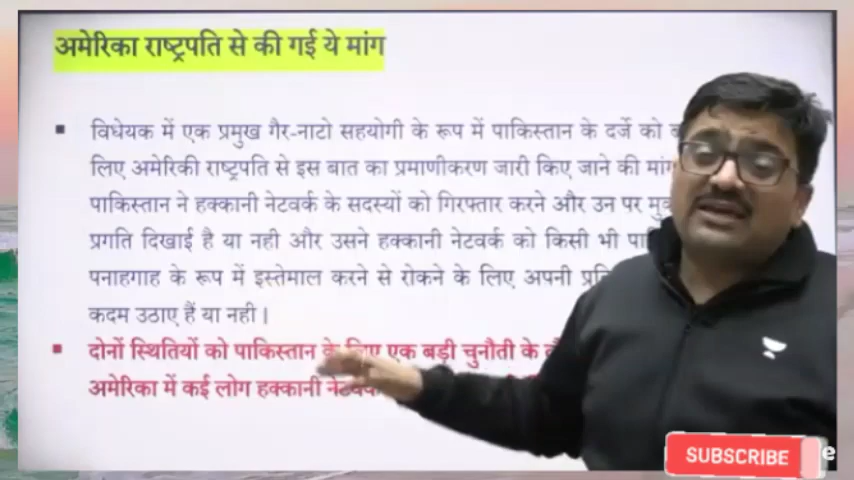 अमेरिका राष्ट्रपति से की गई ये मांग
विधेयक में एक प्रमुख गैर-नाटो सहयोगी के रूप में पाकिस्तान के दर्जे को
लिए अमेरिकी राष्ट्रपति से इस बात का प्रमाणीकरण जारी किए जाने की मांग
पाकिस्तान ने हक्कानी नेटवर्क के सदस्यों को गिरफ्तार करने और उन पर
प्रगति दिखाई है या नही और उसने हक्कानी नेटवर्क को किसी भी
पनाहगाह के रूप में इस्तेमाल करने से रोकने के लिए अपनी
कदम उठाए हैं या नही।
दोनों स्थितियों को पाकिस्तान के लिए एक बड़ी चुनौती के
अमेरिका में कई लोग हक्कानी
SUBSCRIBE